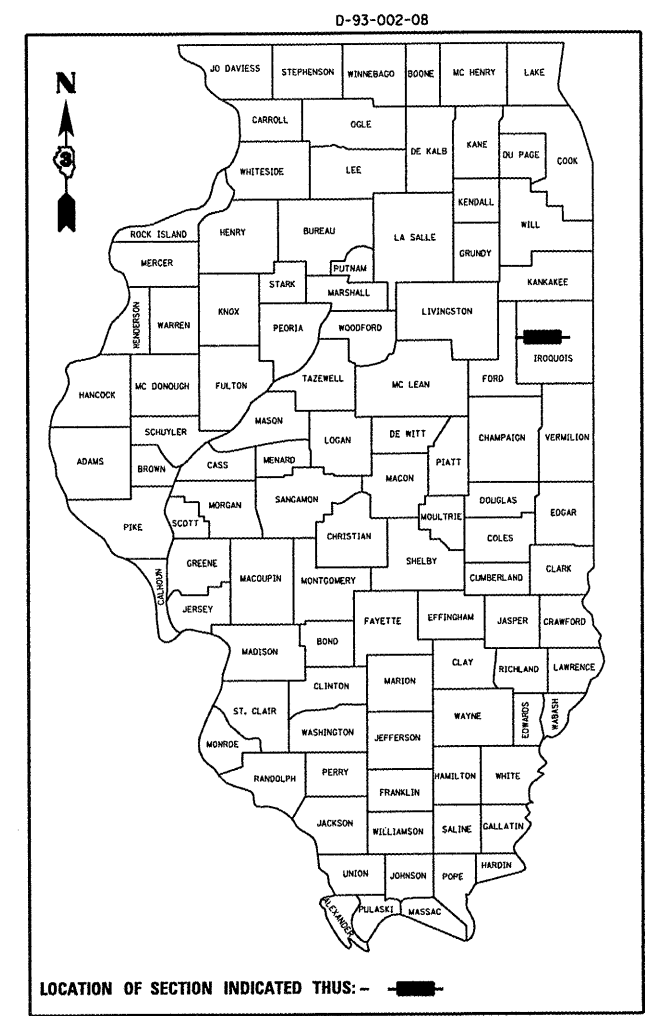 D-93-002-08
N
3
JO DAVIESS
STEPHENSON
WINNEBAGO
BOONE
MC HENRY
LAKE
CARROLL
OGLE
DE KALB
KANE
DU PAGE
COOK
WHITESIDE
LEE
KENDALL
WILL
ROCK ISLAND
HENRY
BUREAU
LA SALLE
GRUNDY
MERCER
PUTNAM
KANKAKEE
STARK
MARSHALL
HENDERSON
WARREN
KNOX
PEORIA
WOODFORD
LIVINGSTON
IROQUOIS
HANCOCK
MC DONOUGH
FULTON
TAZEWELL
MC LEAN
FORD
SCHUYLER
MASON
LOGAN
DE WITT
CHAMPAIGN
VERMILION
ADAMS
BROWN
CASS
MENARD
MACON
PIATT
PIKE
SCOTT
MORGAN
SANGAMON
CHRISTIAN
MOULTRIE
DOUGLAS
EDGAR
COLES
CALHOUN
GREENE
MACOUPIN
MONTGOMERY
SHELBY
CUMBERLAND
CLARK
JERSEY
FAYETTE
EFFINGHAM
JASPER
CRAWFORD
MADISON
BOND
CLAY
RICHLAND
LAWRENCE
CLINTON
MARION
ST. CLAIR
WAYNE
EDWARDS
WABASH
MONROE
WASHINGTON
JEFFERSON
RANDOLPH
PERRY
HAMILTON
WHITE
FRANKLIN
JACKSON
WILLIAMSON
SALINE
GALLATIN
UNION
JOHNSON
POPE
HARDIN
ALEXANDER
PULASKI
MASSAC
LOCATION OF SECTION INDICATED THUS: -